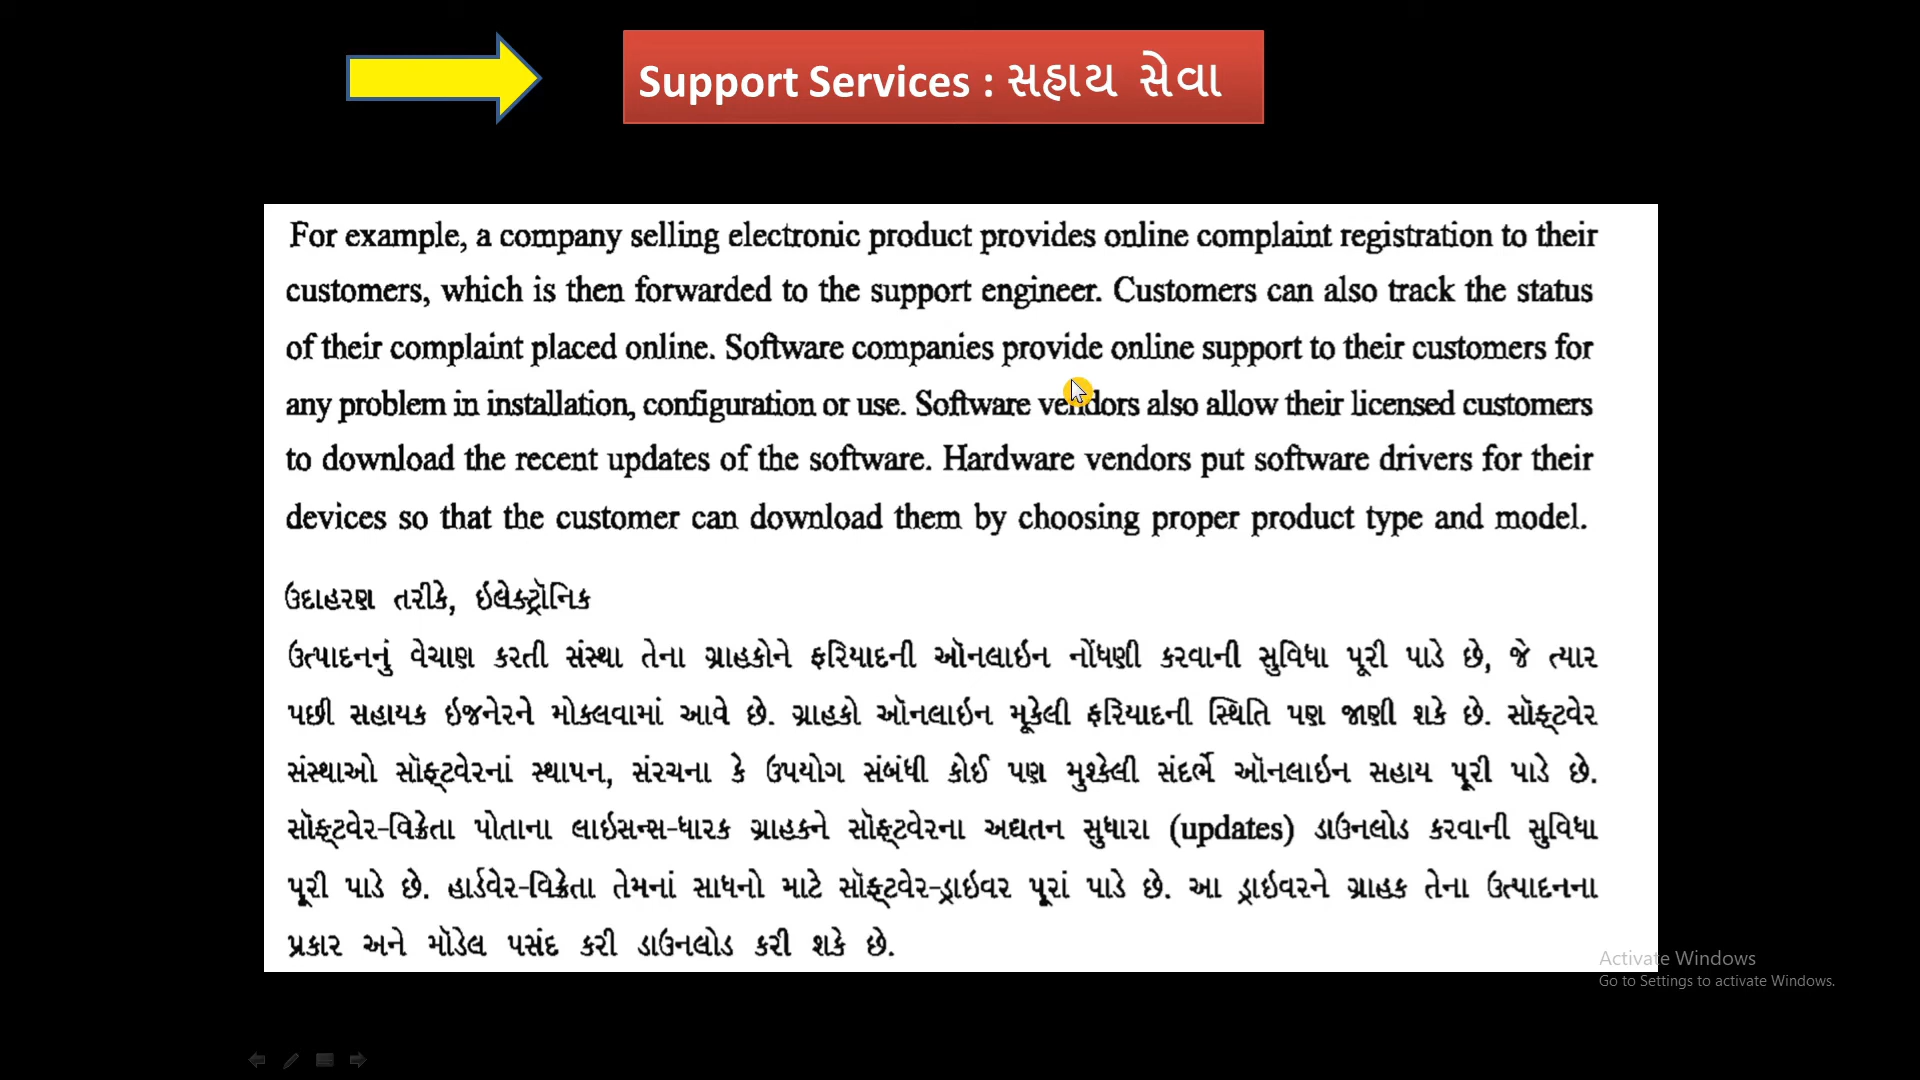 Support Services : સહાય સેવા
For example, a company selling electronic product provides online complaint registration to their
customers, which is then forwarded to the support engineer. Customers can also track the status
of their complaint placed online. Software companies provide online support to their customers for
any problem in installation, configuration or use. Software vendors also allow their licensed customers
to download the recent updates of the software. Hardware vendors put software drivers for their
devices so that the customer can download them by choosing proper product type and model.
ઉદાહરણ તરીકે, ઇલેક્ટ્રૉનિક
ઉત્પાદનનું વેચાણ કરતી સંસ્થા તેના ગ્રાહકોને ફરિયાદની ઑનલાઇન નોંધણી કરવાની સુવિધા પૂરી પાડે છે, જે ત્યાર
પછી સહાયક ઇજનેરને મોકલવામાં આવે છે. ગ્રાહકો ઑનલાઇન મૂકેલી ફરિયાદની સ્થિતિ પણ જાણી શકે છે. સૉફ્ટવેર
સંસ્થાઓ સૉફ્ટવેરનાં સ્થાપન, સંરચના કે ઉપયોગ સંબંધી કોઈ પણ મુશ્કેલી સંદર્ભે ઑનલાઇન સહાય પૂરી પાડે છે.
સૉફ્ટવેર-વિક્રેતા પોતાના લાઇસન્સ-ધારક ગ્રાહકને સૉફ્ટવેરના અદ્યતન સુધારા (updates) ડાઉનલોડ કરવાની સુવિધા
પૂરી પાડે છે. હાર્ડવેર-વિક્રેતા તેમનાં સાધનો માટે સૉફ્ટવેર-ડ્રાઇવર પૂરાં પાડે છે. આ ડ્રાઇવરને ગ્રાહક તેના ઉત્પાદનના
પ્રકાર અને મૉડેલ પસંદ કરી ડાઉનલોડ કરી શકે છે.
Activate Windows
Go to Settings to activate Windows.